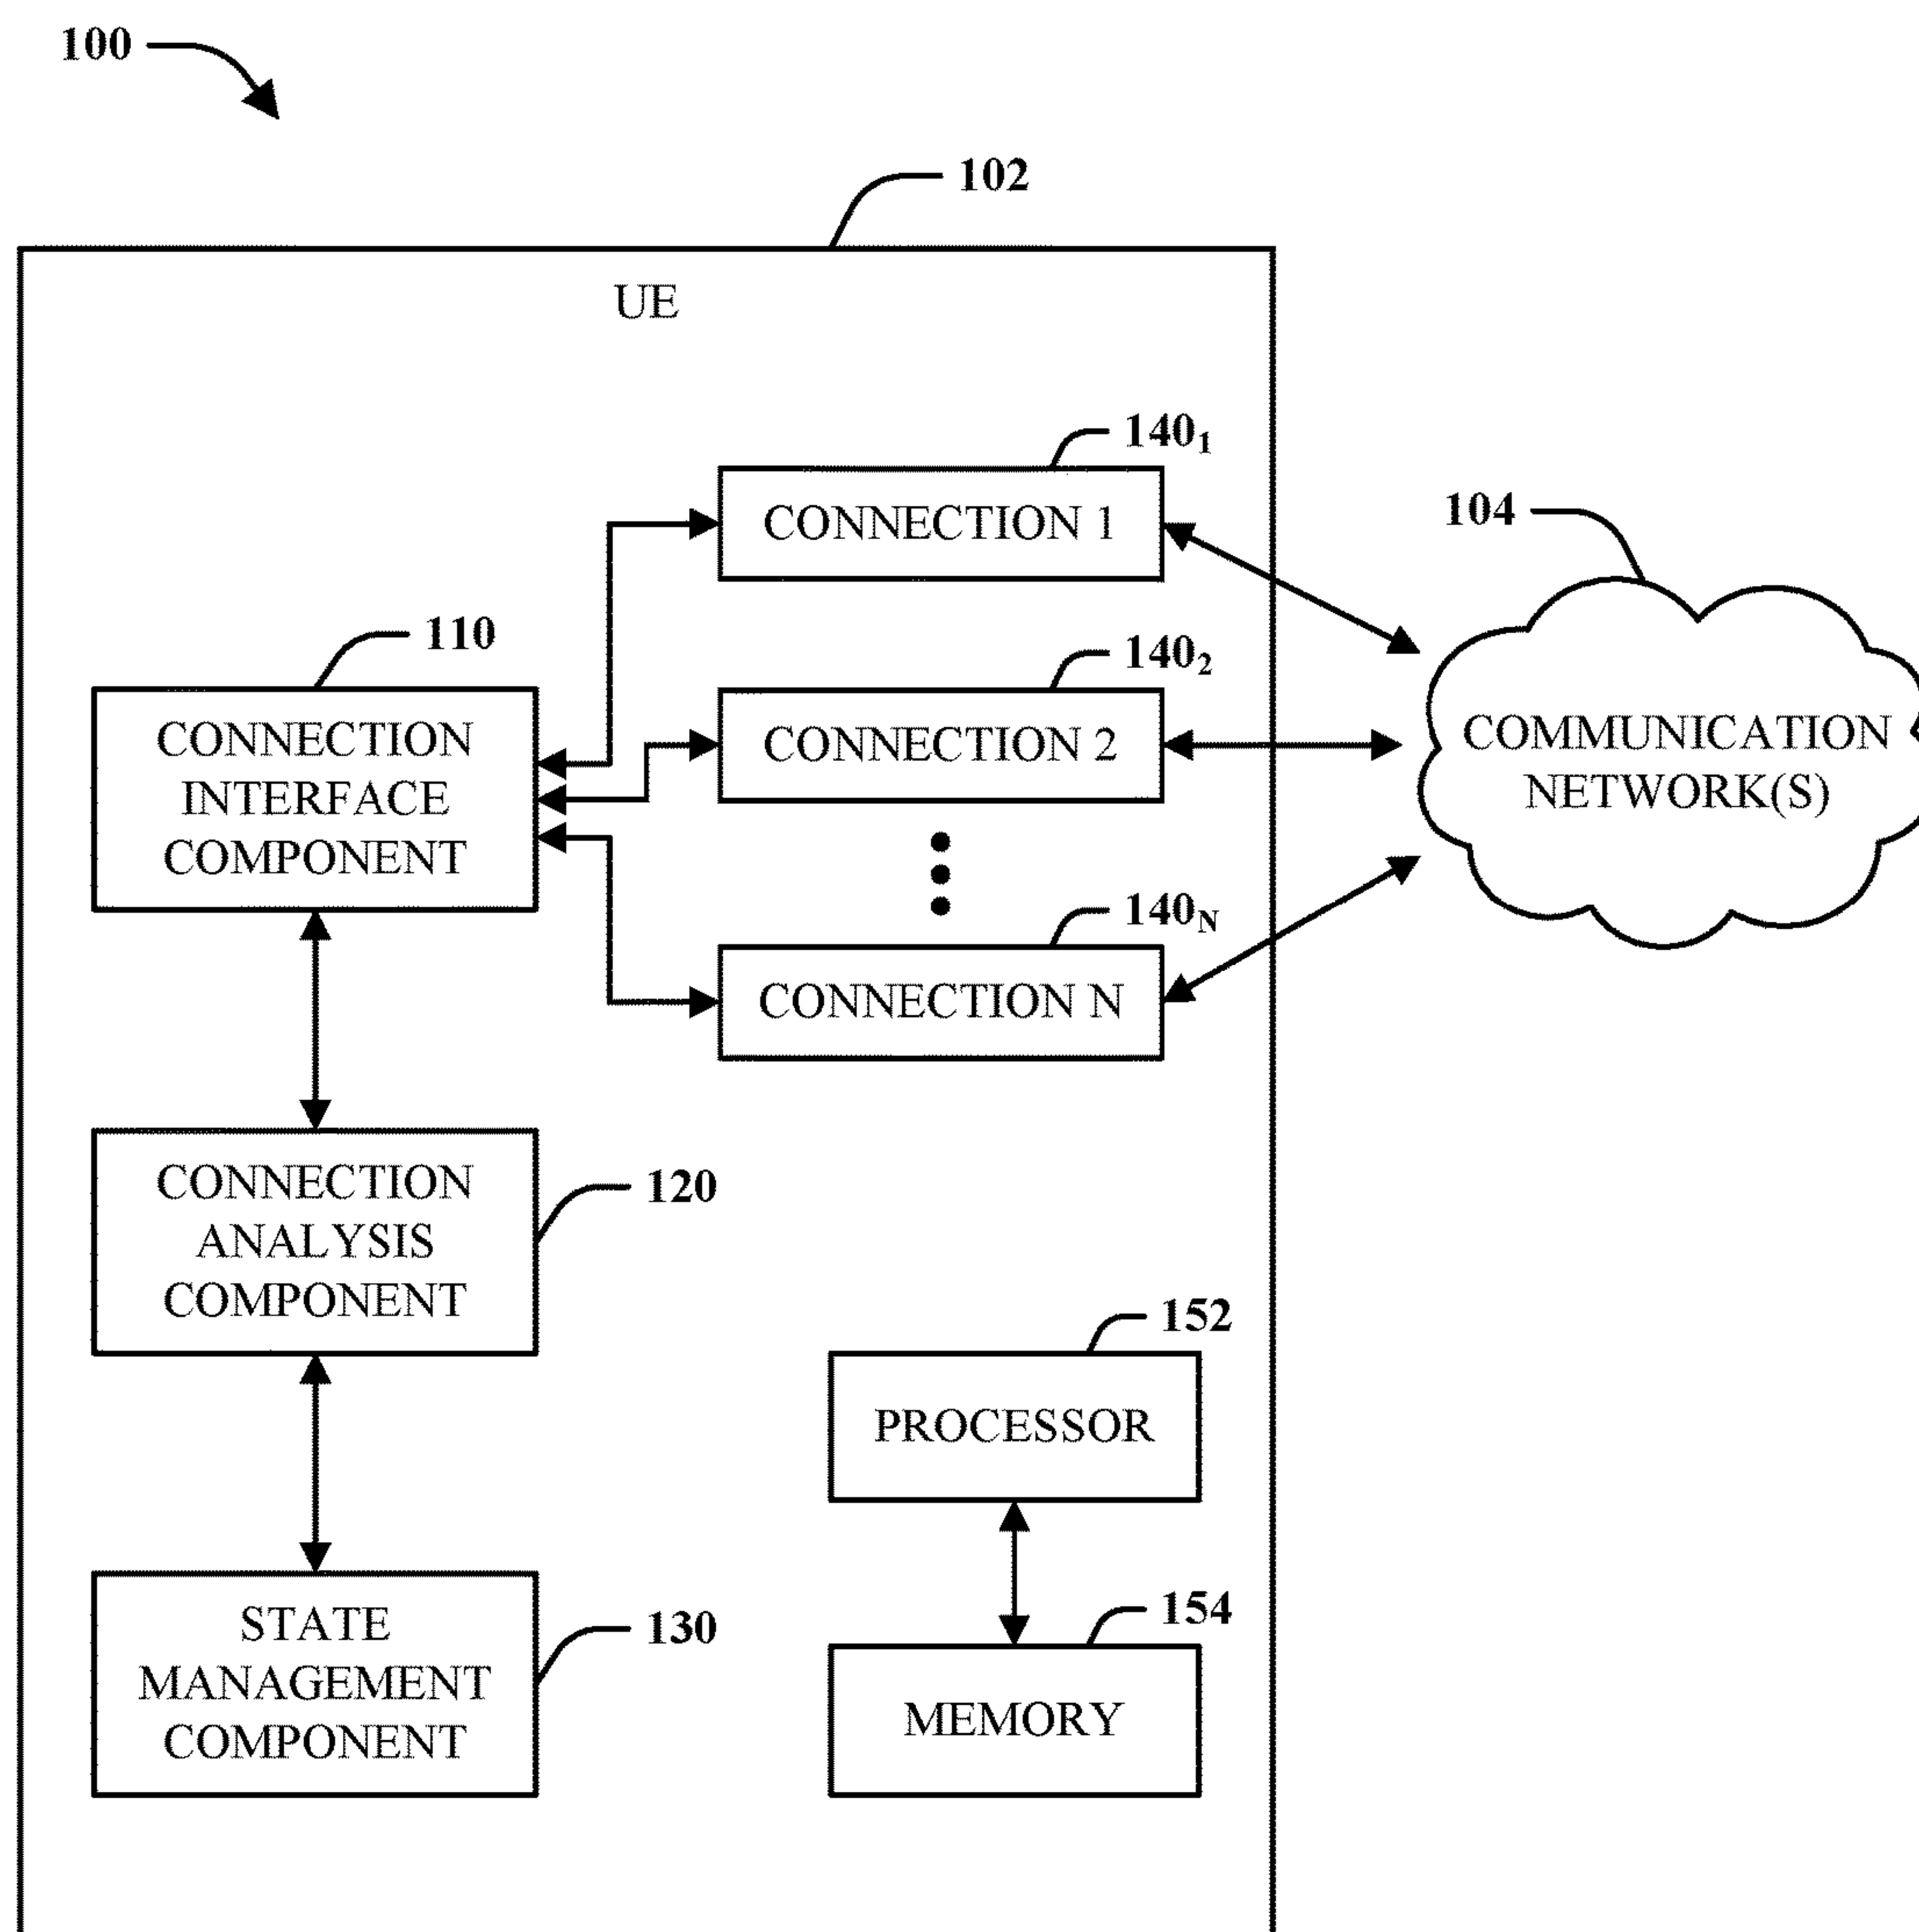 100
102
UE
140₁
CONNECTION 1
104
110
140₂
CONNECTION
INTERFACE
COMPONENT
CONNECTION 2
COMMUNICATION
NETWORK(S)
140N
CONNECTION N
CONNECTION
ANALYSIS
COMPONENT
120
152
PROCESSOR
STATE
MANAGEMENT
COMPONENT
130
154
MEMORY